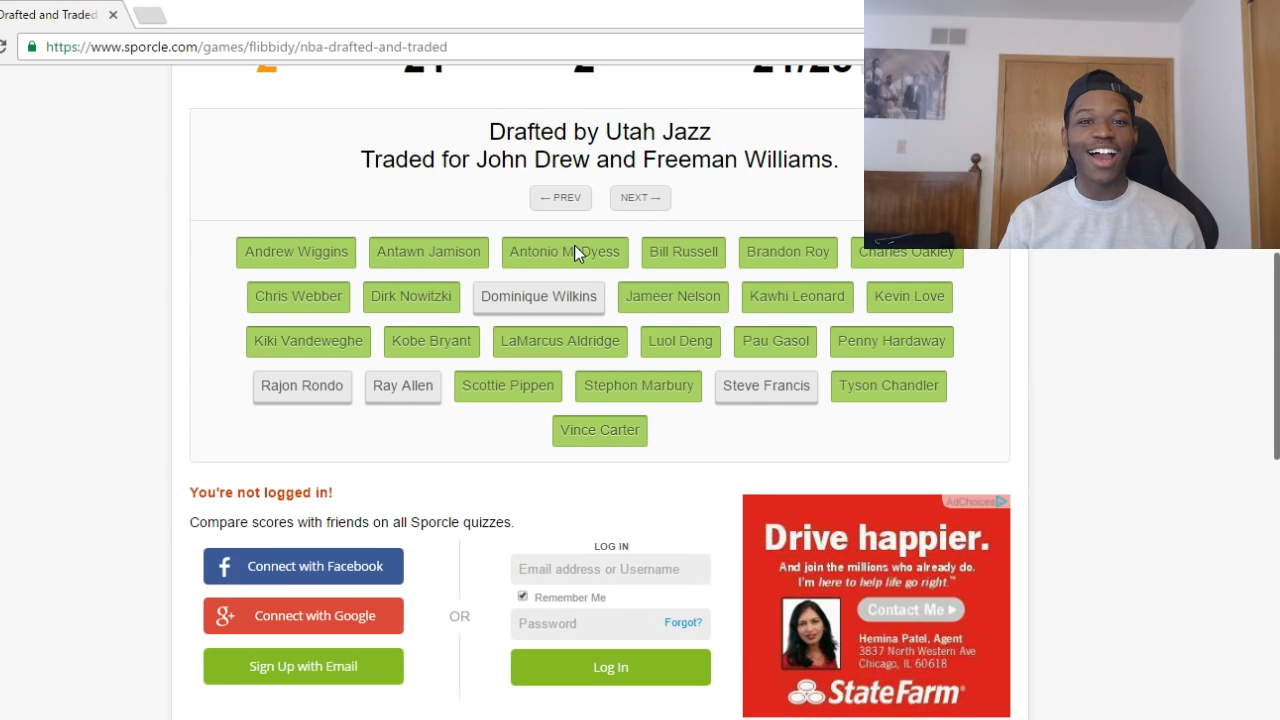 Drafted and Traded
https://www.sporcle.com/games/flibbidy/nba-drafted-and-traded
Drafted by Utah Jazz
Traded for John Drew and Freeman Williams.
← PREV NEXT →
Andrew Wiggins Antawn Jamison Antonio McDyess Bill Russell Brandon Roy Charles Oakley
Chris Webber Dirk Nowitzki Dominique Wilkins Jameer Nelson Kawhi Leonard Kevin Love
Kiki Vandeweghe Kobe Bryant LaMarcus Aldridge Luol Deng Pau Gasol Penny Hardaway
Rajon Rondo Ray Allen Scottie Pippen Stephon Marbury Steve Francis Tyson Chandler
Vince Carter
You're not logged in!
Compare scores with friends on all Sporcle quizzes.
f Connect with Facebook
g+ Connect with Google
Sign Up with Email
OR
LOG IN
Email address or Username
Remember Me
Password Forgot?
Log In
AdChoices
Drive happier.
And join the millions who already do.
I'm here to help life go right.™
Contact Me
Hemina Patel, Agent
3837 North Western Ave
Chicago, IL 60618
StateFarm